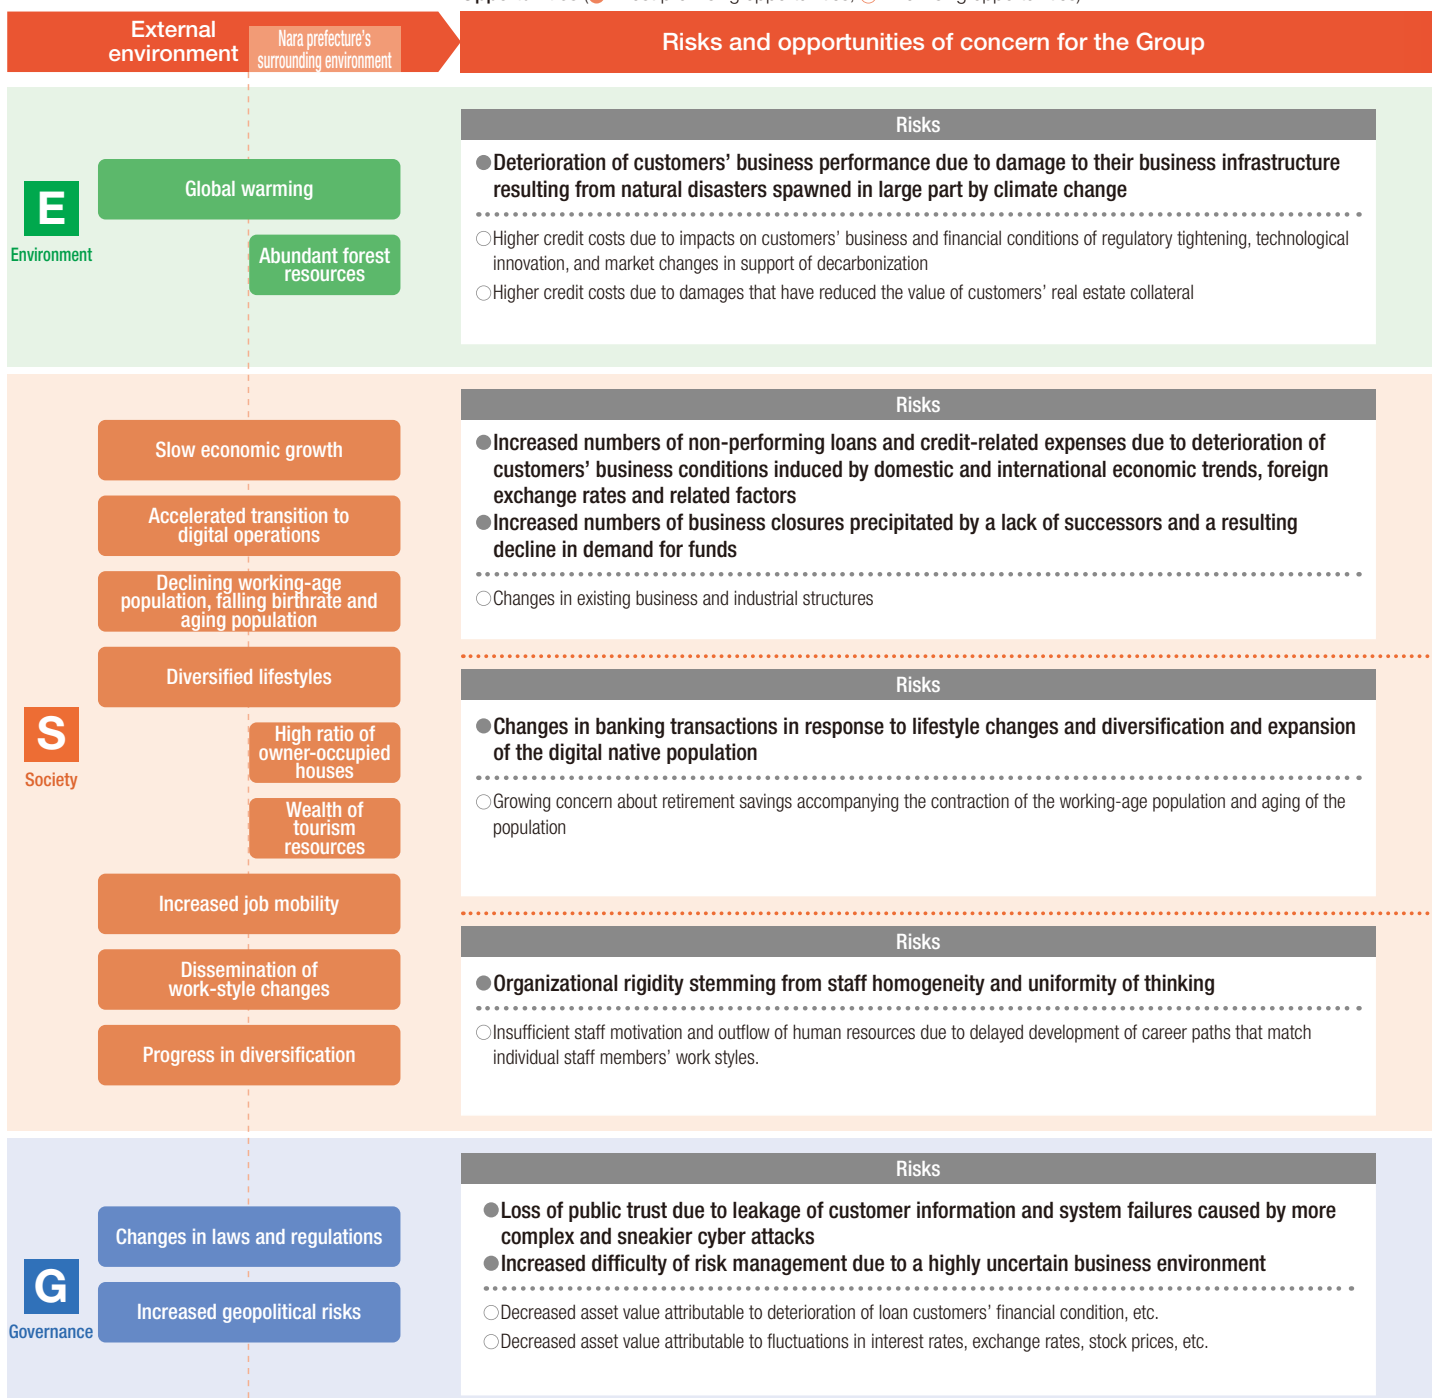 External
environment
Nara prefecture's
surrounding environment
Risks and opportunities of concern for the Group
E
Environment
Global warming
Abundant forest
resources
Risks
●Deterioration of customers' business performance due to damage to their business infrastructure
resulting from natural disasters spawned in large part by climate change
○Higher credit costs due to impacts on customers' business and financial conditions of regulatory tightening, technological
innovation, and market changes in support of decarbonization
○Higher credit costs due to damages that have reduced the value of customers' real estate collateral
S
Society
Slow economic growth
Accelerated transition to
digital operations
Declining working-age
population, falling birthrate and
aging population
Diversified lifestyles
High ratio of
owner-occupied
houses
Wealth of
tourism
resources
Increased job mobility
Dissemination of
work-style changes
Progress in diversification
Risks
●Increased numbers of non-performing loans and credit-related expenses due to deterioration of
customers' business conditions induced by domestic and international economic trends, foreign
exchange rates and related factors
●Increased numbers of business closures precipitated by a lack of successors and a resulting
decline in demand for funds
○Changes in existing business and industrial structures
Risks
●Changes in banking transactions in response to lifestyle changes and diversification and expansion
of the digital native population
○Growing concern about retirement savings accompanying the contraction of the working-age population and aging of the
population
Risks
●Organizational rigidity stemming from staff homogeneity and uniformity of thinking
○Insufficient staff motivation and outflow of human resources due to delayed development of career paths that match
individual staff members' work styles.
G
Governance
Changes in laws and regulations
Increased geopolitical risks
Risks
●Loss of public trust due to leakage of customer information and system failures caused by more
complex and sneakier cyber attacks
●Increased difficulty of risk management due to a highly uncertain business environment
○Decreased asset value attributable to deterioration of loan customers' financial condition, etc.
○Decreased asset value attributable to fluctuations in interest rates, exchange rates, stock prices, etc.